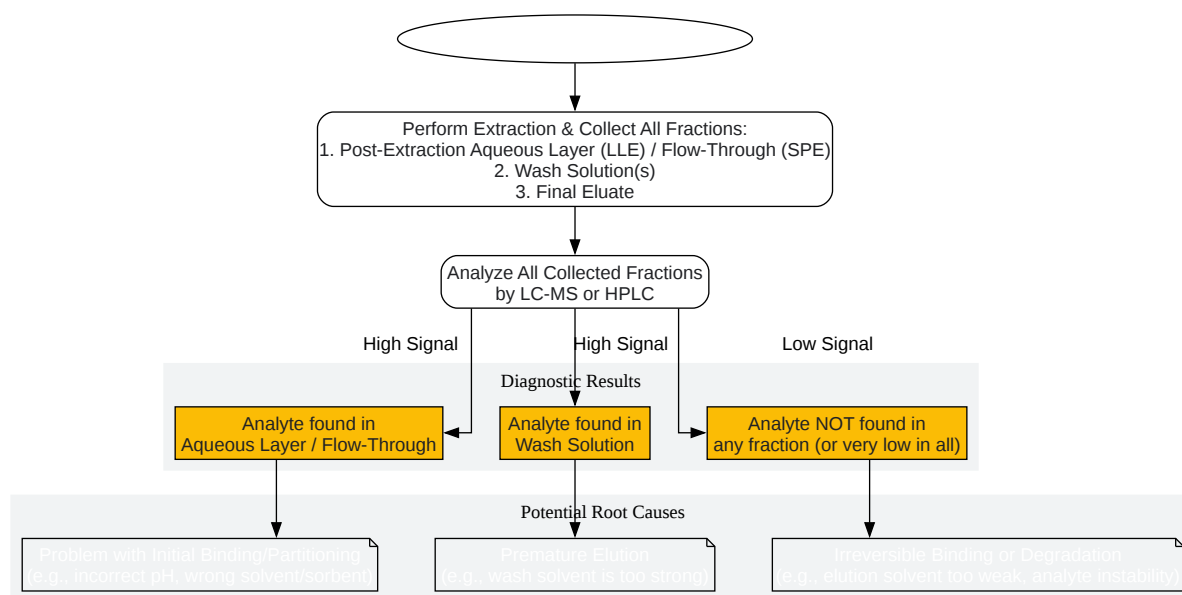 Perform Extraction & Collect All Fractions:
1. Post-Extraction Aqueous Layer (LLE) / Flow-Through (SPE)
2. Wash Solution(s)
3. Final Eluate
Analyze All Collected Fractions
by LC-MS or HPLC
High Signal
High Signal
Low Signal
Diagnostic Results
Analyte found in
Aqueous Layer / Flow-Through
Analyte found in
Wash Solution
Analyte NOT found in
any fraction (or very low in all)
Potential Root Causes
Problem with Initial Binding/Partitioning
(e.g., incorrect pH, wrong solvent/sorbent)
Premature Elution
(e.g., wash solvent is too strong)
Irreversible Binding or Degradation
(e.g., elution solvent too weak, analyte instability)